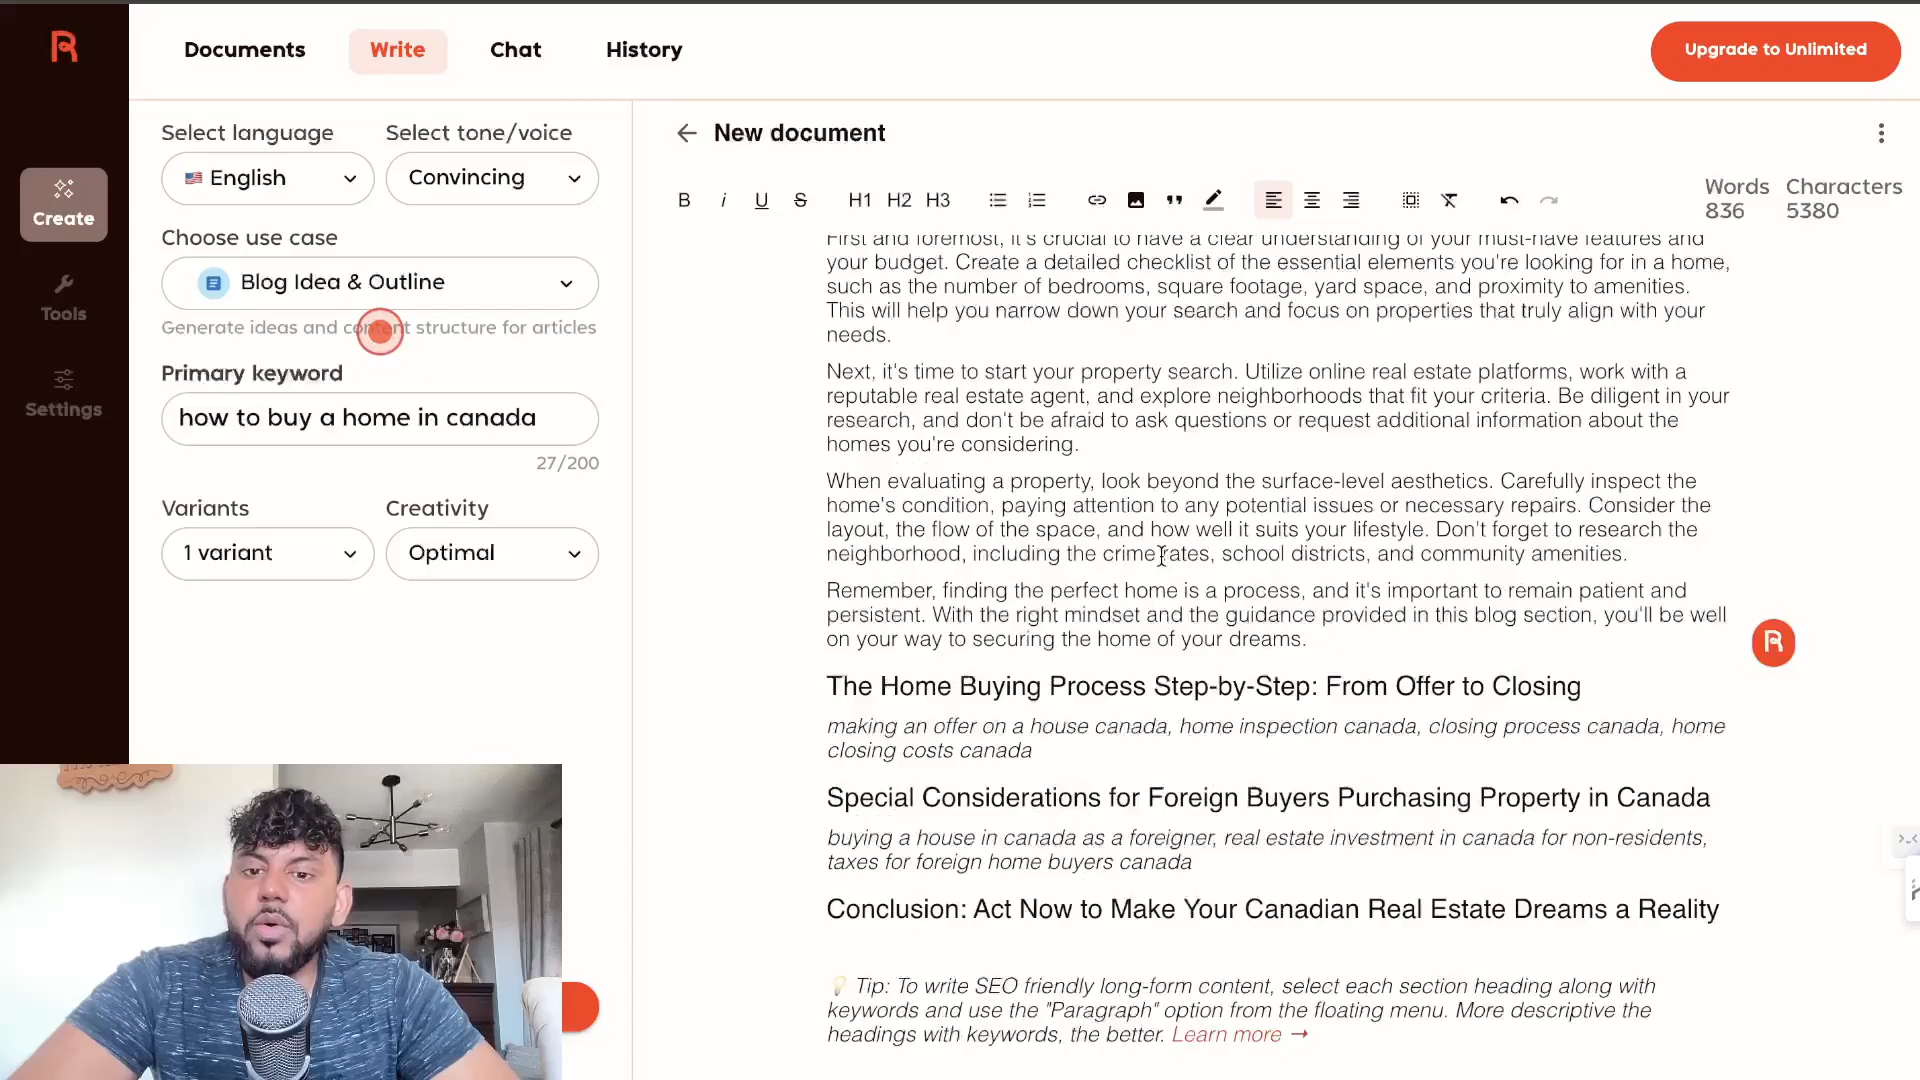 Documents
Write
Chat
History
Upgrade to Unlimited
Create
Tools
Settings
Select language
Select tone/voice
English
Convincing
Choose use case
Blog Idea & Outline
Generate ideas and content structure for articles
Primary keyword
how to buy a home in canada
27/200
Variants
Creativity
1 variant
Optimal
New document
B i U S H1 H2 H3
Words
836
Characters
5380
First and foremost, it's crucial to have a clear understanding of your must-have features and
your budget. Create a detailed checklist of the essential elements you're looking for in a home,
such as the number of bedrooms, square footage, yard space, and proximity to amenities.
This will help you narrow down your search and focus on properties that truly align with your
needs.
Next, it's time to start your property search. Utilize online real estate platforms, work with a
reputable real estate agent, and explore neighborhoods that fit your criteria. Be diligent in your
research, and don't be afraid to ask questions or request additional information about the
homes you're considering.
When evaluating a property, look beyond the surface-level aesthetics. Carefully inspect the
home's condition, paying attention to any potential issues or necessary repairs. Consider the
layout, the flow of the space, and how well it suits your lifestyle. Don't forget to research the
neighborhood, including the crime rates, school districts, and community amenities.
Remember, finding the perfect home is a process, and it's important to remain patient and
persistent. With the right mindset and the guidance provided in this blog section, you'll be well
on your way to securing the home of your dreams.
The Home Buying Process Step-by-Step: From Offer to Closing
making an offer on a house canada, home inspection canada, closing process canada, home
closing costs canada
Special Considerations for Foreign Buyers Purchasing Property in Canada
buying a house in canada as a foreigner, real estate investment in canada for non-residents,
taxes for foreign home buyers canada
Conclusion: Act Now to Make Your Canadian Real Estate Dreams a Reality
Tip: To write SEO friendly long-form content, select each section heading along with
keywords and use the "Paragraph" option from the floating menu. More descriptive the
headings with keywords, the better. Learn more →